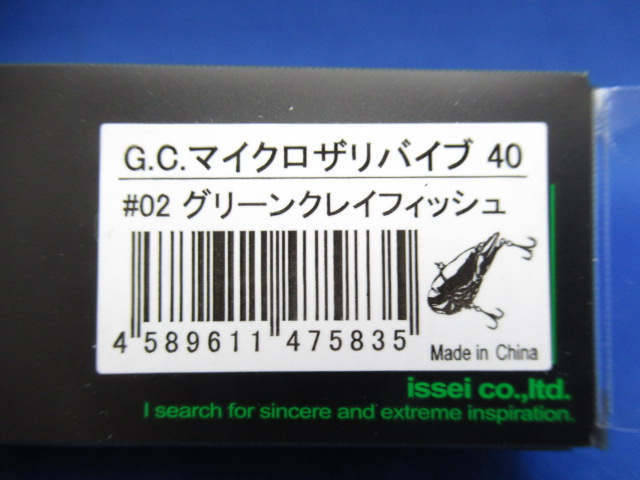 G.C.マイクロザリバイブ 40
#02 グリーンクレイフィッシュ
4 589611 475835
Made in China
issei co.,ltd.
I search for sincere and extreme inspiration.